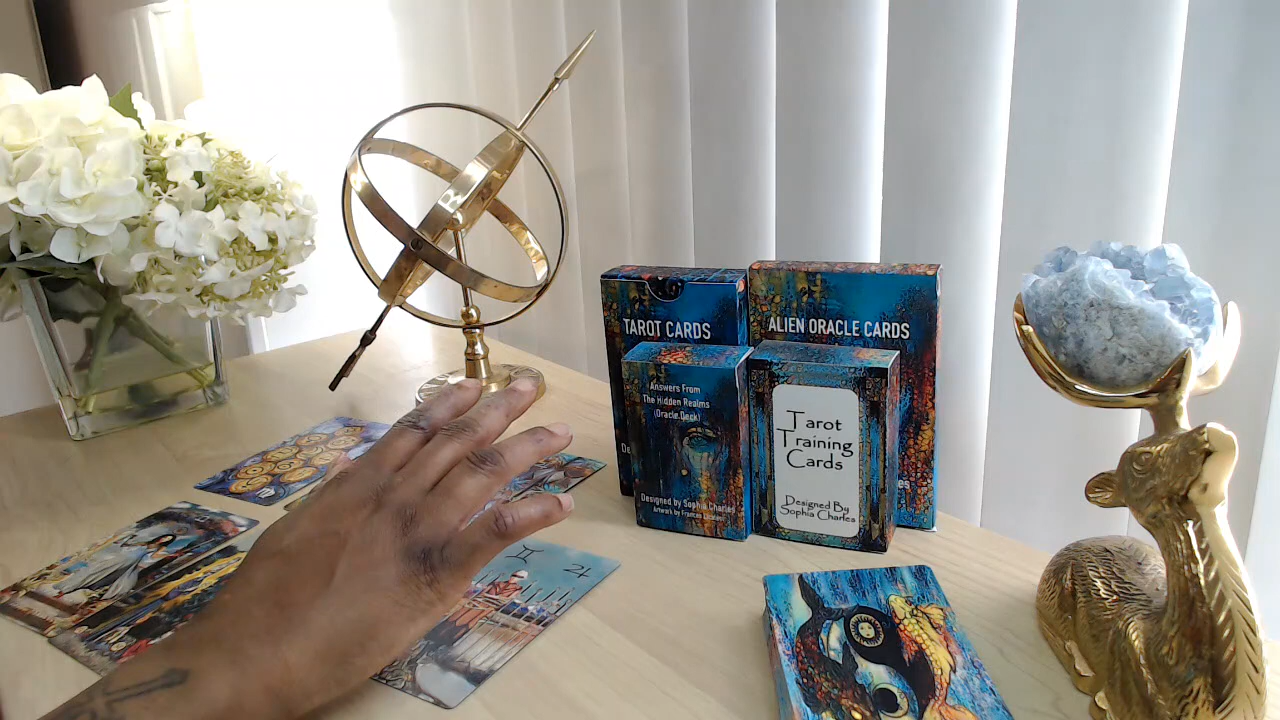 TAROT CARDS
ALIEN ORACLE CARDS
Answers From
The Hidden Realms
(Oracle Deck)
Designed by Sophia Charles
Tarot
Training
Cards
Designed By
Sophia Charles